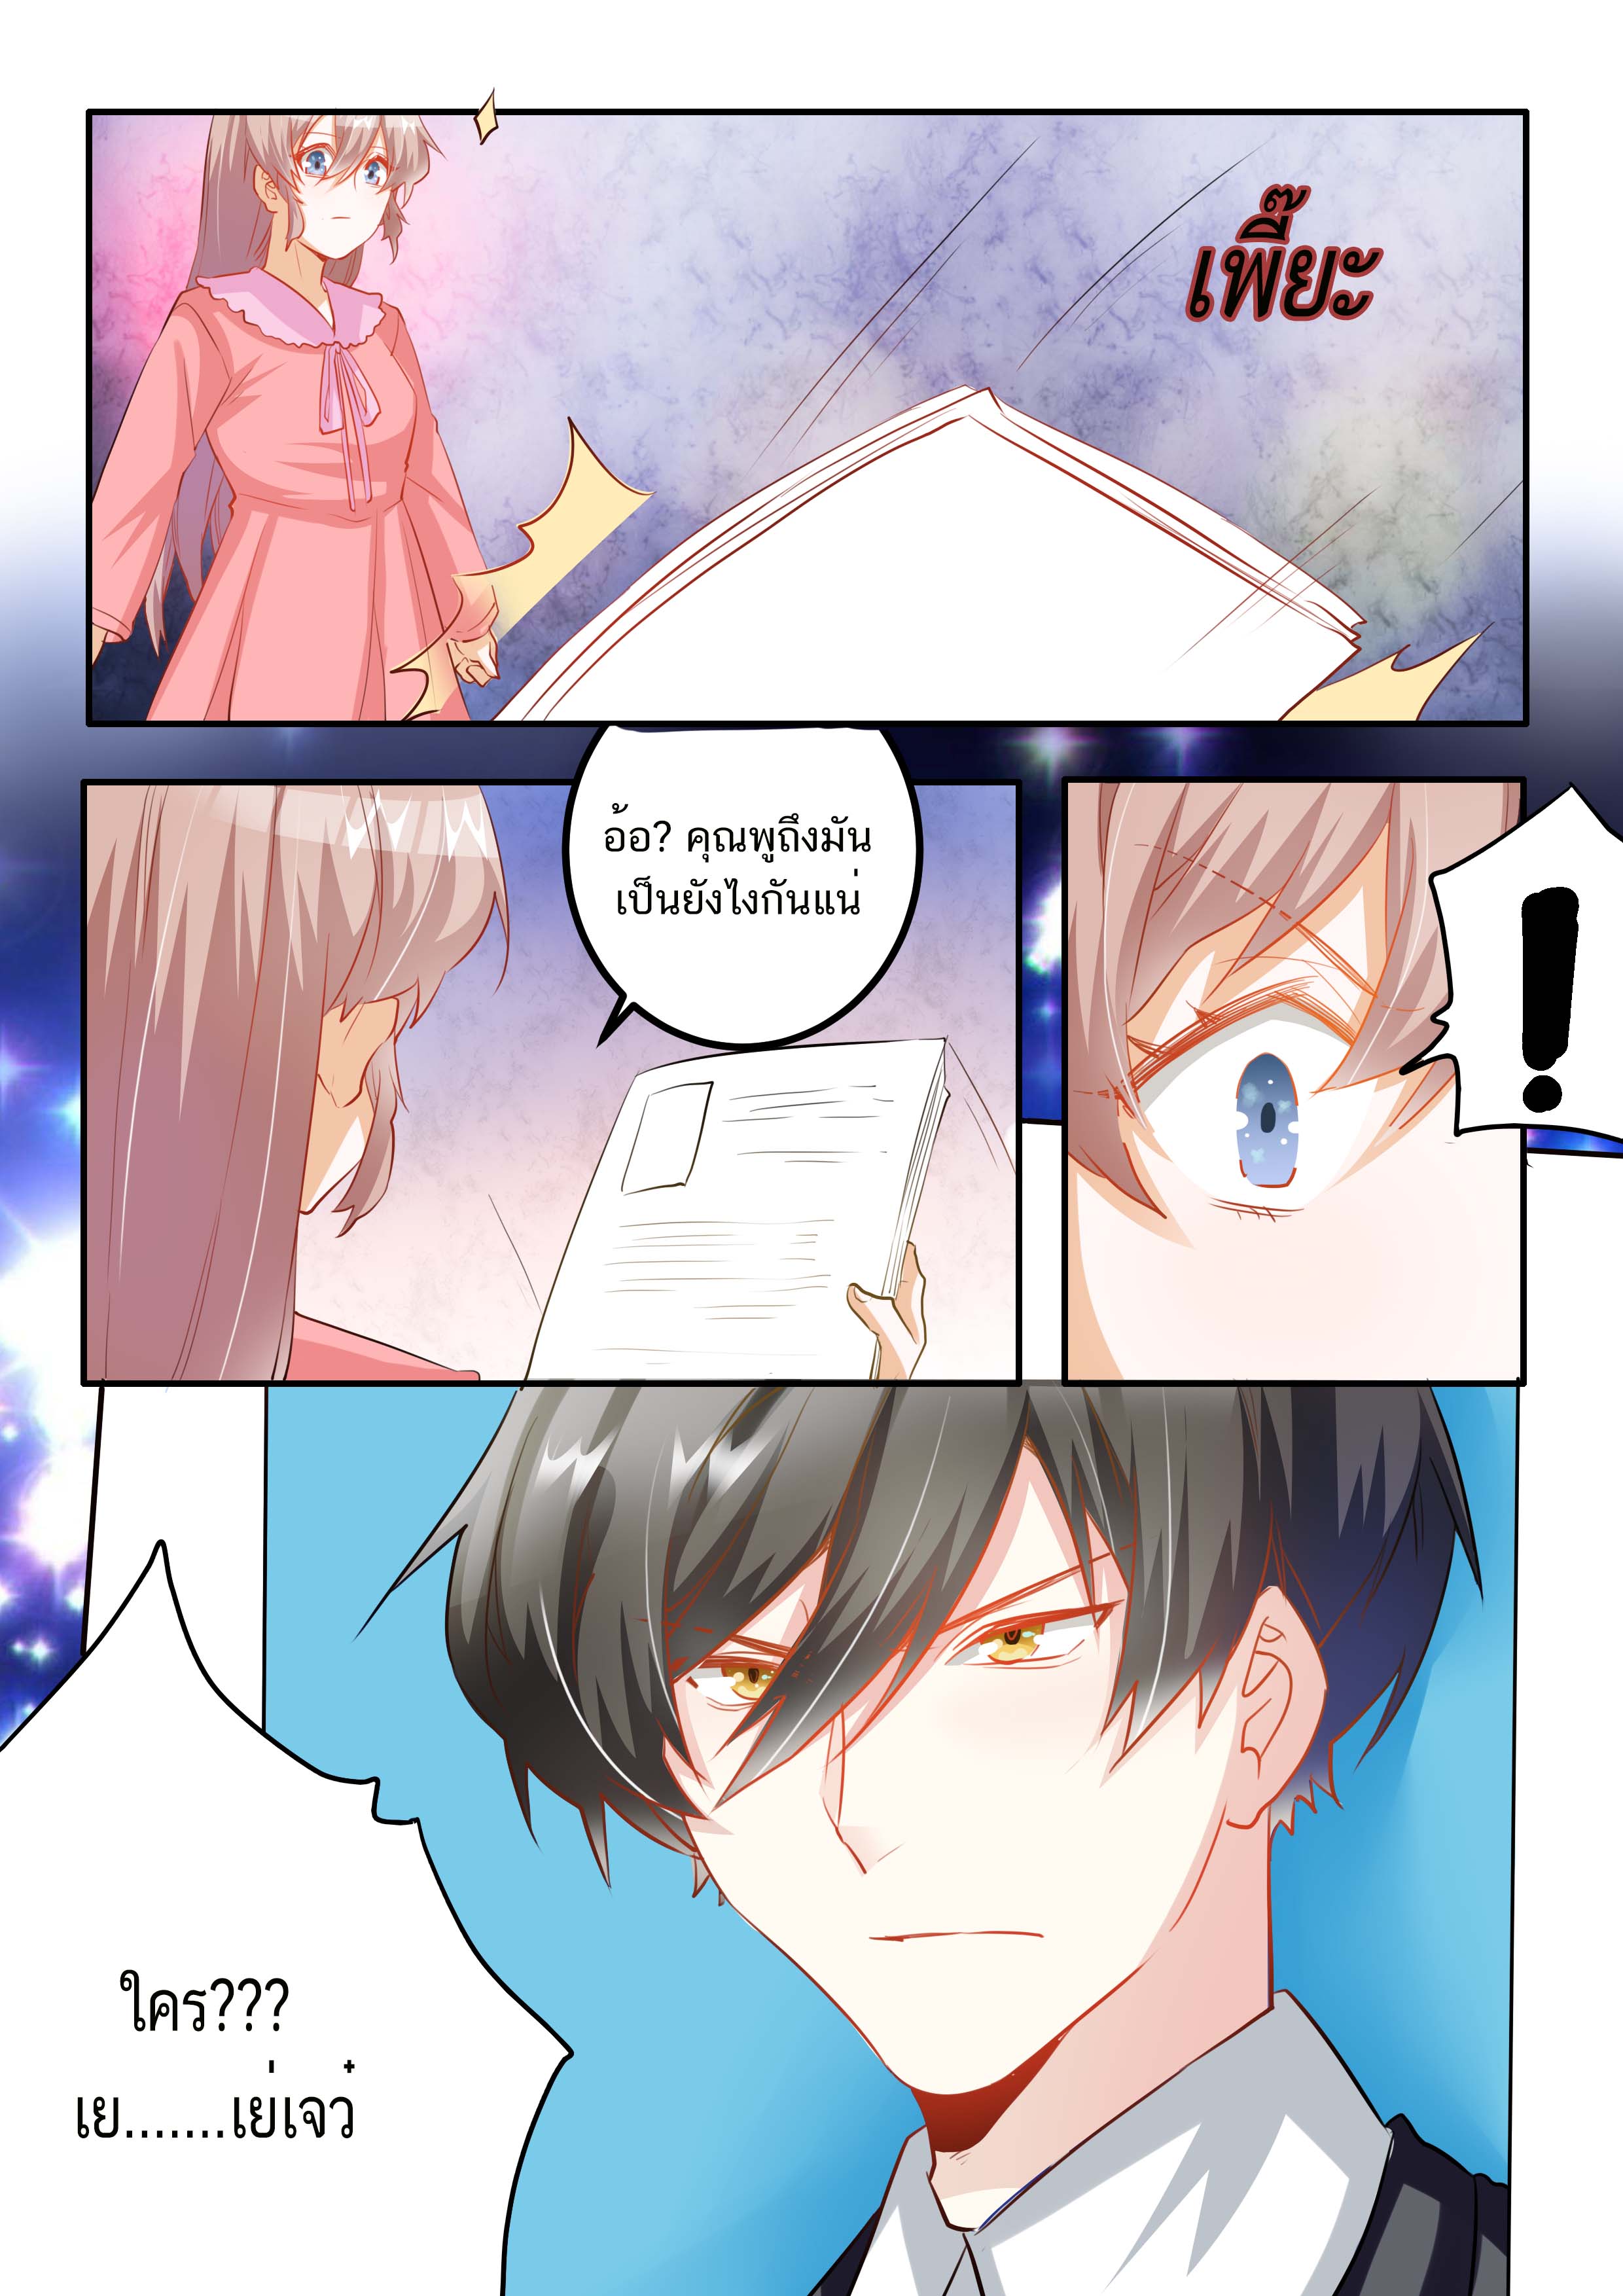 เพี๊ยะ
อ้อ? คุณพูถึงมัน
เป็นยังไงกันแน่
!
ใคร???
เย.......เย่เจว๋